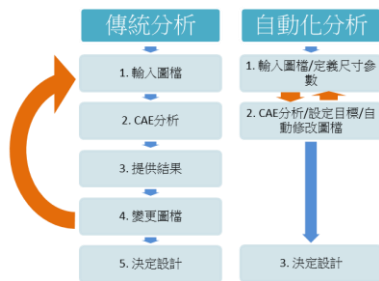 傳統分析
1. 輸入圖檔
2. CAE分析
3. 提供結果
4. 變更圖檔
5. 決定設計
自動化分析
1. 輸入圖檔/定義尺寸參
數
2. CAE分析/設定目標/自
動修改圖檔
3. 決定設計